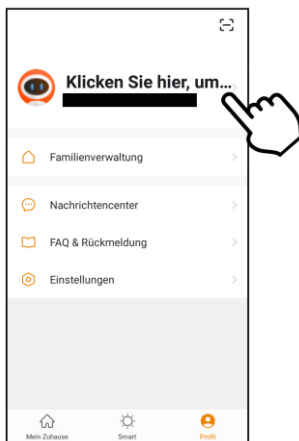 Klicken Sie hier, um...
Familienverwaltung
Nachrichtencenter
FAQ & Rückmeldung
Einstellungen
Mein Zuhause
Smart
Profil